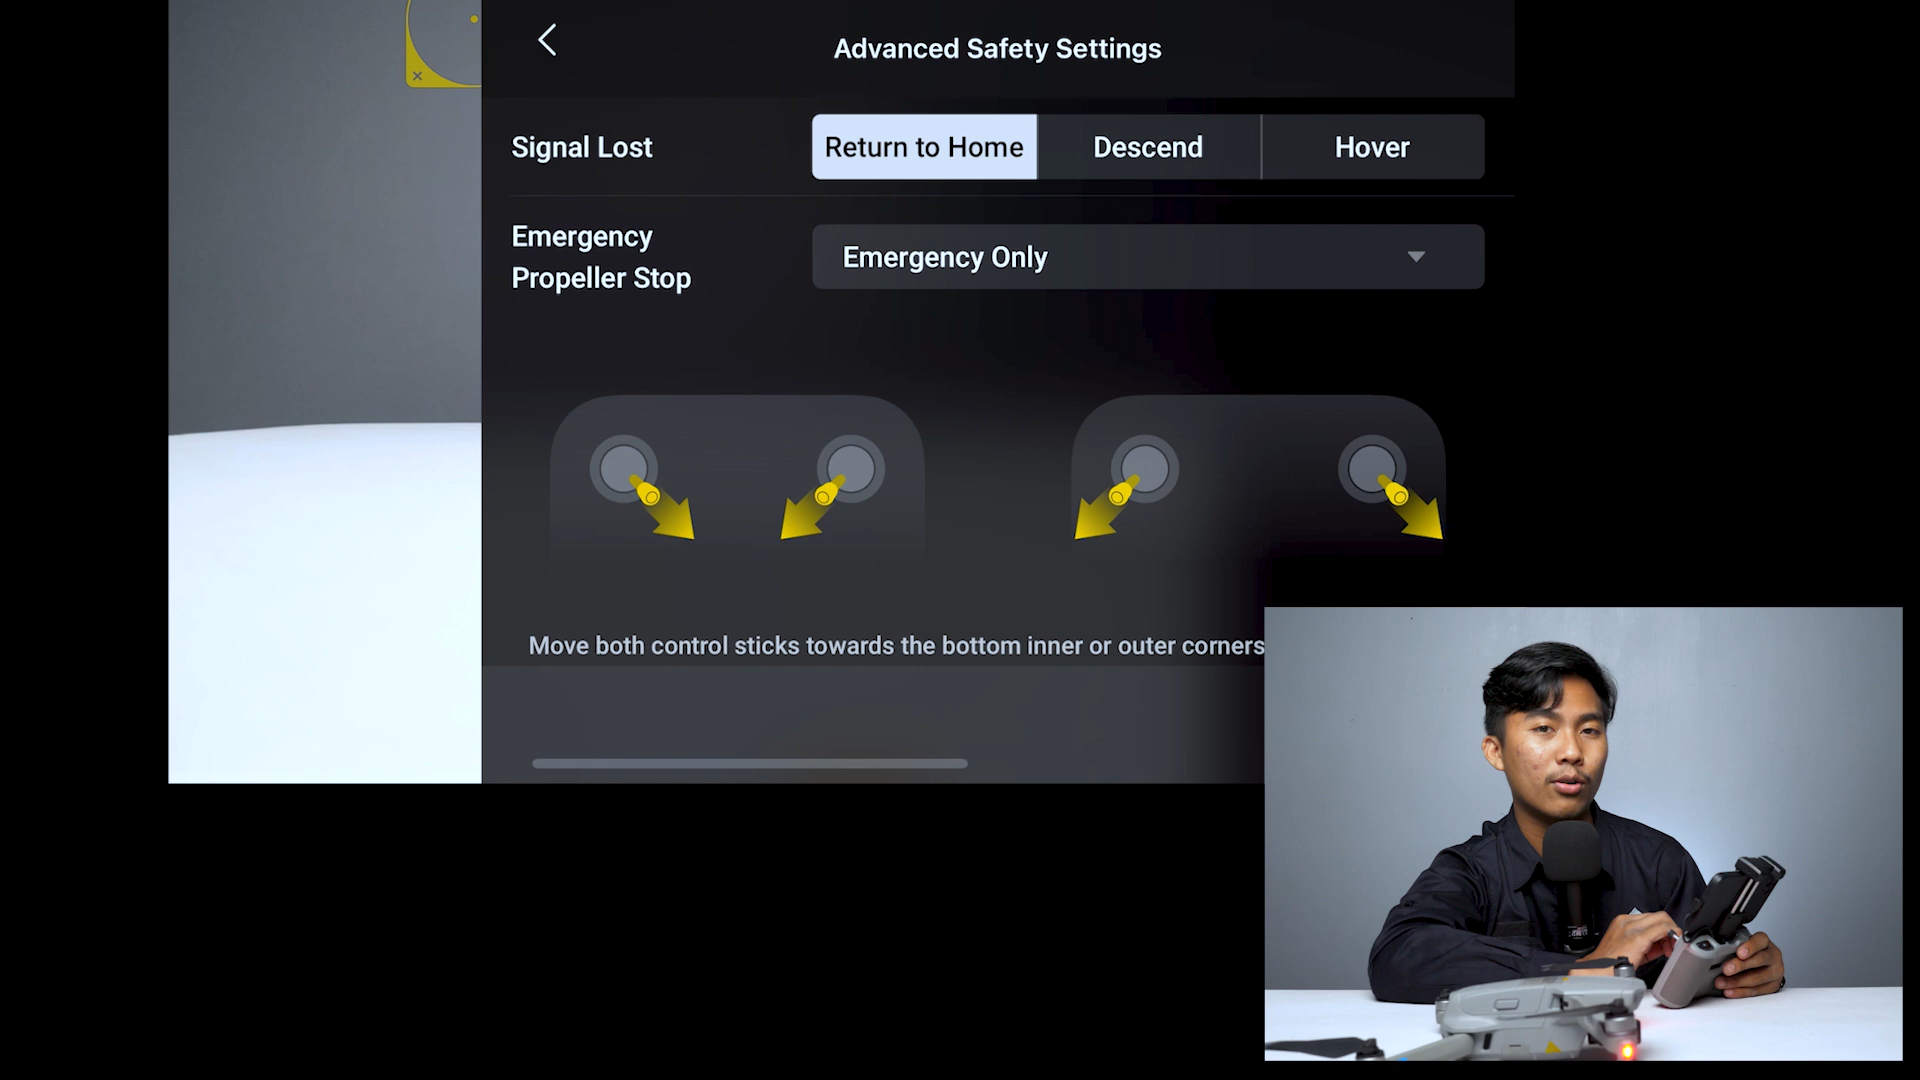 Advanced Safety Settings
Signal Lost
Return to Home
Descend
Hover
Emergency
Propeller Stop
Emergency Only
Move both control sticks towards the bottom inner or outer corners